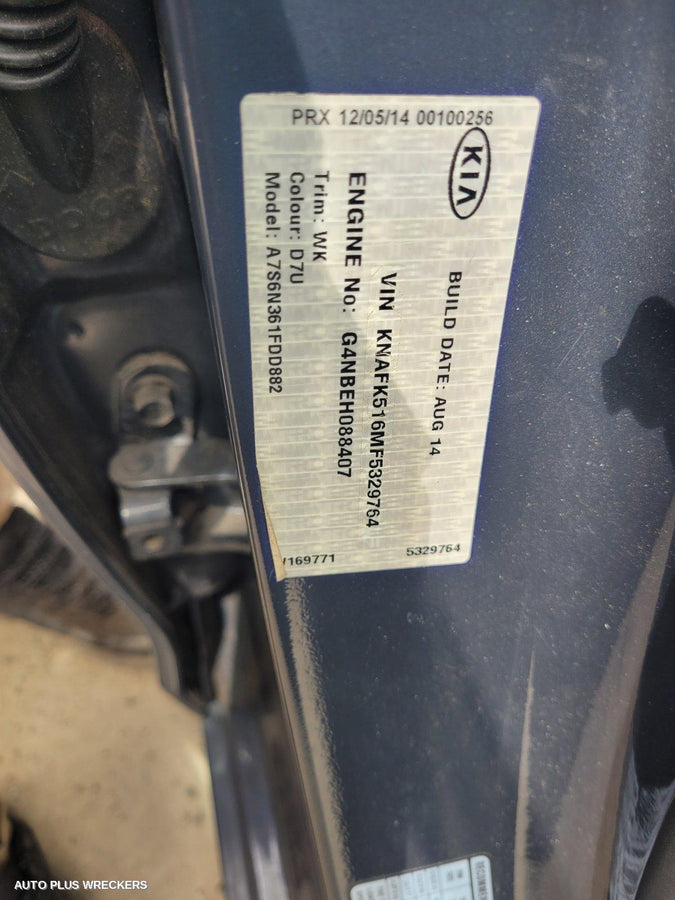 PRX 12/05/14 00100256
KIA
BUILD DATE: AUG 14
VIN KNAFK516MF5329764
ENGINE No: G4NBEH088407
Trim: WK
Colour: D7U
Model: A7S6N361FDD882
5329764
/169771
AUTO PLUS WRECKERS